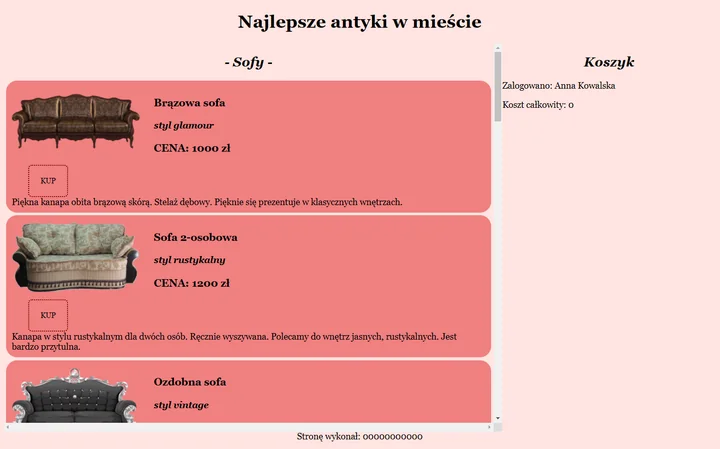 Najlepsze antyki w mieście
- Sofy -
Brązowa sofa
styl glamour
CENA: 1000 zł
KUP
Piękna kanapa obita brązową skórą. Stelaż dębowy. Pięknie się prezentuje w klasycznych wnętrzach.
Sofa 2-osobowa
styl rustykalny
CENA: 1200 zł
KUP
Kanapa w stylu rustykalnym dla dwóch osób. Ręcznie wyszywana. Polecamy do wnętrz jasnych, rustykalnych. Jest
bardzo przytulna.
Ozdobna sofa
styl vintage
Koszyk
Zalogowano: Anna Kowalska
Koszt całkowity: 0
Stronę wykonał: 00000000000